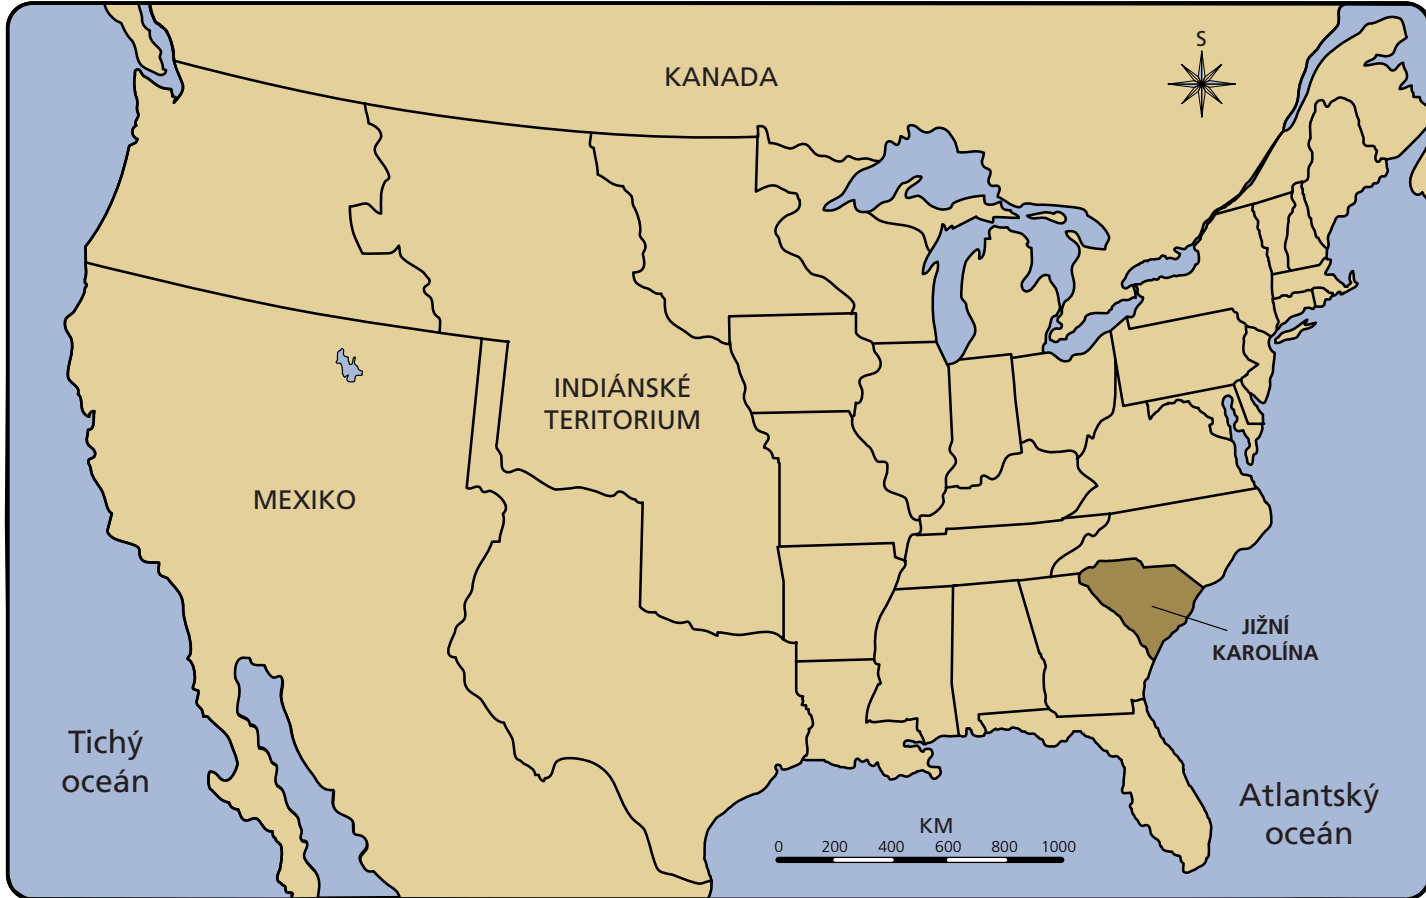 S
KANADA
INDIÁNSKÉ
TERITORIUM
MEXIKO
JIŽNÍ
KAROLÍNA
Tichý
oceán
Atlantský
oceán
KM
0 200 400 600 800 1000